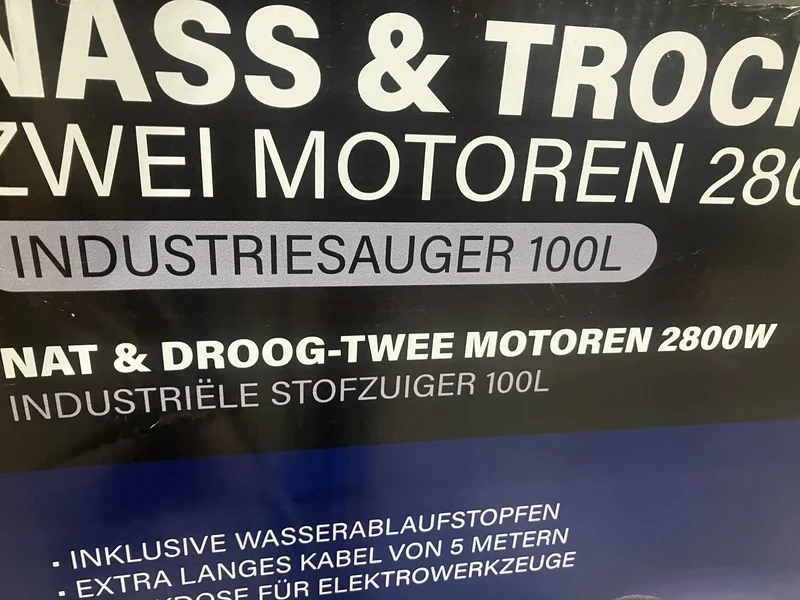 NASS & TROCK
ZWEI MOTOREN 280
INDUSTRIESAUGER 100L
NAT & DROOG-TWEE MOTOREN 2800W
INDUSTRIËLE STOFZUIGER 100L
· INKLUSIVE WASSERABLAUFSTOPFEN
· EXTRA LANGES KABEL VON 5 METERN
FÜR ELEKTROWERKZEUGE